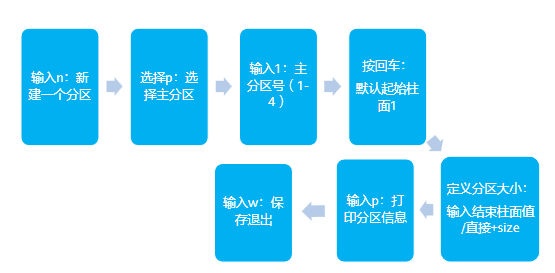 输入n：新
建一个分区
选择p：选
择主分区
输入1：主
分区号（1-
4）
按回车：
默认起始柱
面1
定义分区大小：
输入结束柱面值
/直接+size
输入p：打
印分区信息
输入w：保
存退出